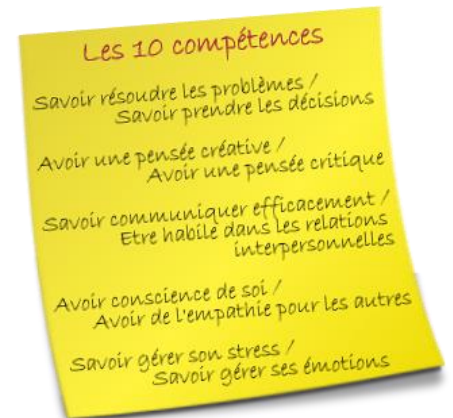 Les 10 compétences
Savoir résoudre les problèmes /
Savoir prendre les décisions
Avoir une pensée créative /
Avoir une pensée critique
Savoir communiquer efficacement /
Etre habile dans les relations
interpersonnelles
Avoir conscience de soi /
Avoir de l'empathie pour les autres
Savoir gérer son stress /
Savoir gérer ses émotions